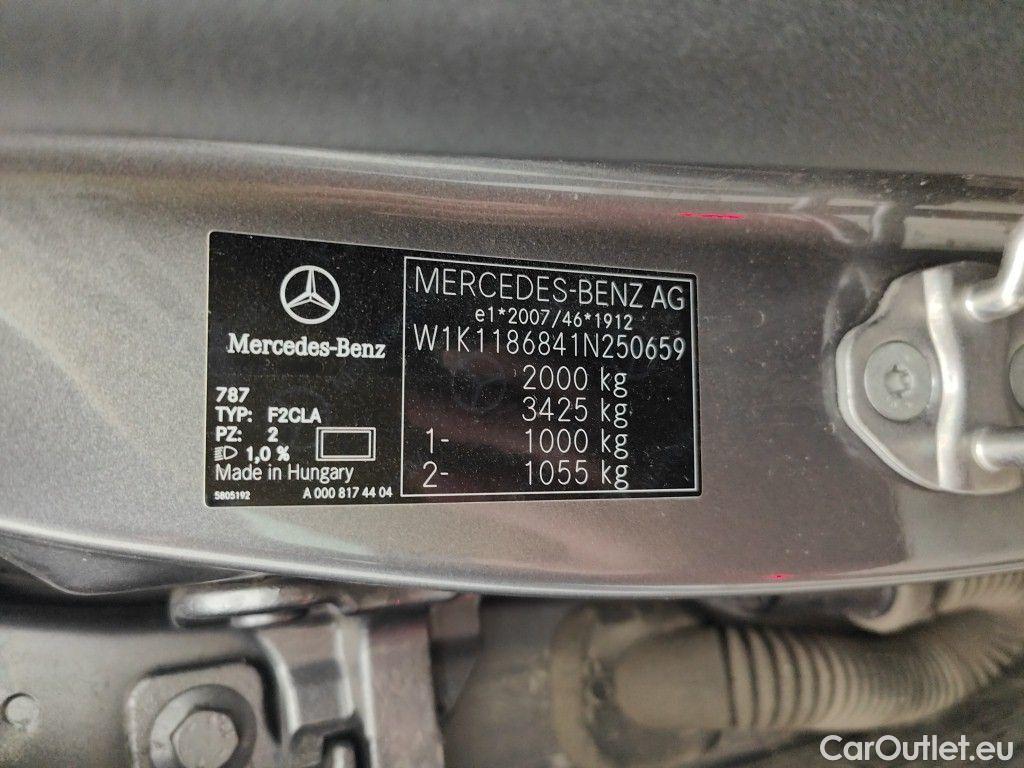 Mercedes-Benz
787
TYP: F2CLA
PZ: 2
1,0 %
Made in Hungary
5805192 A 000 817 44 04
MERCEDES-BENZ AG
e1*2007/46*1912
W1K1186841N250659
2000 kg
3425 kg
1- 1000 kg
2- 1055 kg
CarOutlet.eu